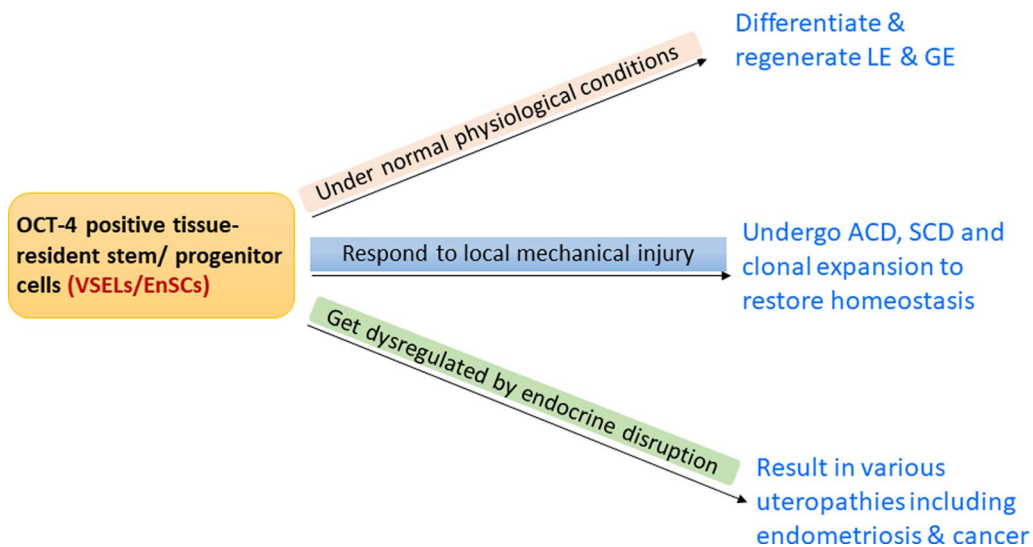 OCT-4 positive tissue-
resident stem/ progenitor
cells (VSELs/EnSCs)
Under normal physiological conditions
Differentiate &
regenerate LE & GE
Respond to local mechanical injury
Undergo ACD, SCD and
clonal expansion to
restore homeostasis
Get dysregulated by endocrine disruption
Result in various
uteropathies including
endometriosis & cancer